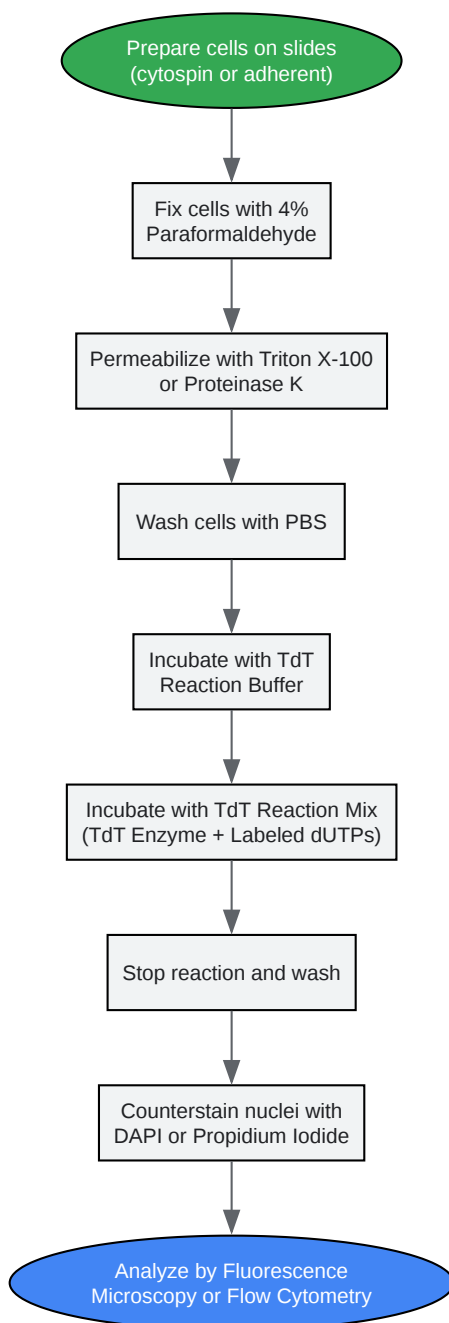 Prepare cells on slides
(cytospin or adherent)
Fix cells with 4%
Paraformaldehyde
Permeabilize with Triton X-100
or Proteinase K
Wash cells with PBS
Incubate with TdT
Reaction Buffer
Incubate with TdT Reaction Mix
(TdT Enzyme + Labeled dUTPs)
Stop reaction and wash
Counterstain nuclei with
DAPI or Propidium Iodide
Analyze by Fluorescence
Microscopy or Flow Cytometry